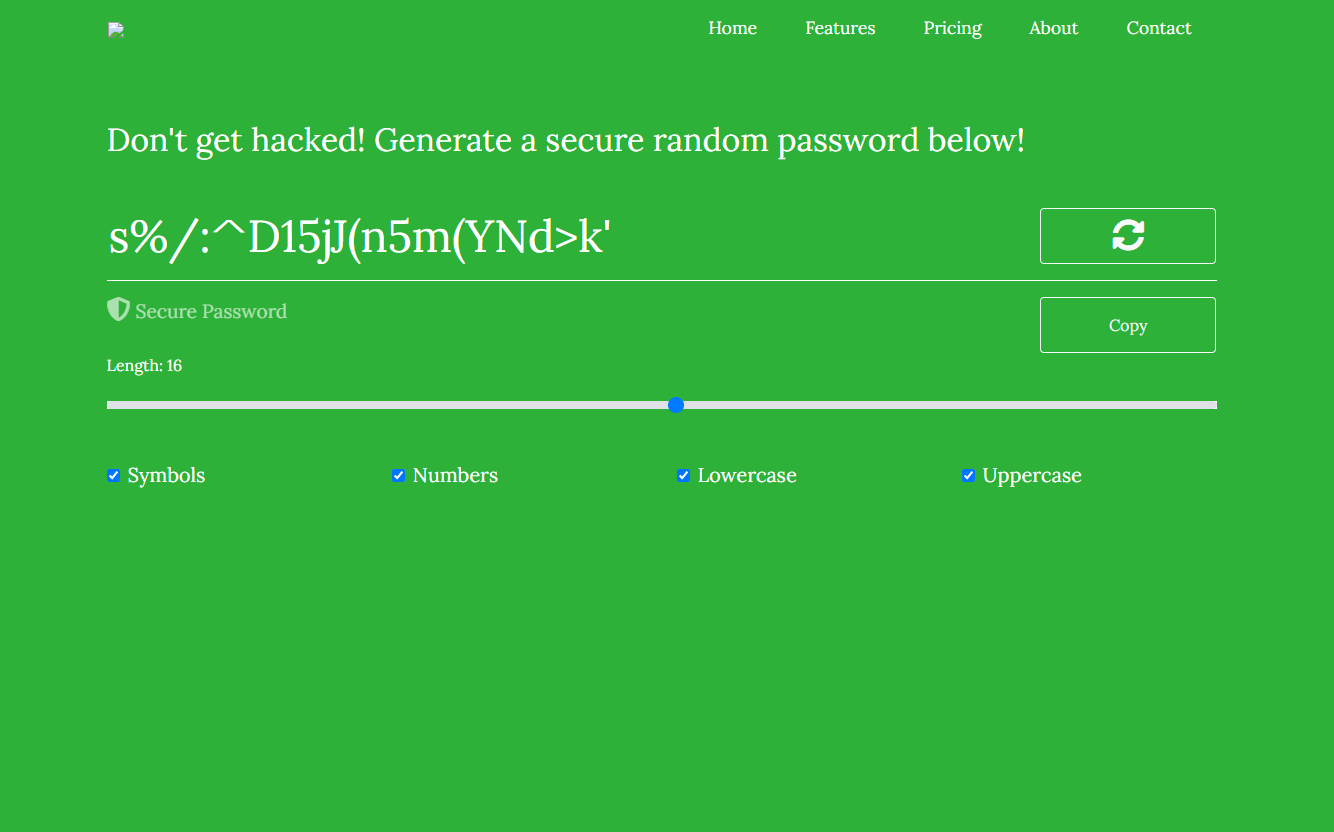 Home Features Pricing About Contact
Don't get hacked! Generate a secure random password below!
s%/:^D15jJ(n5m(YNd>k'
Secure Password
Copy
Length: 16
Symbols Numbers Lowercase Uppercase